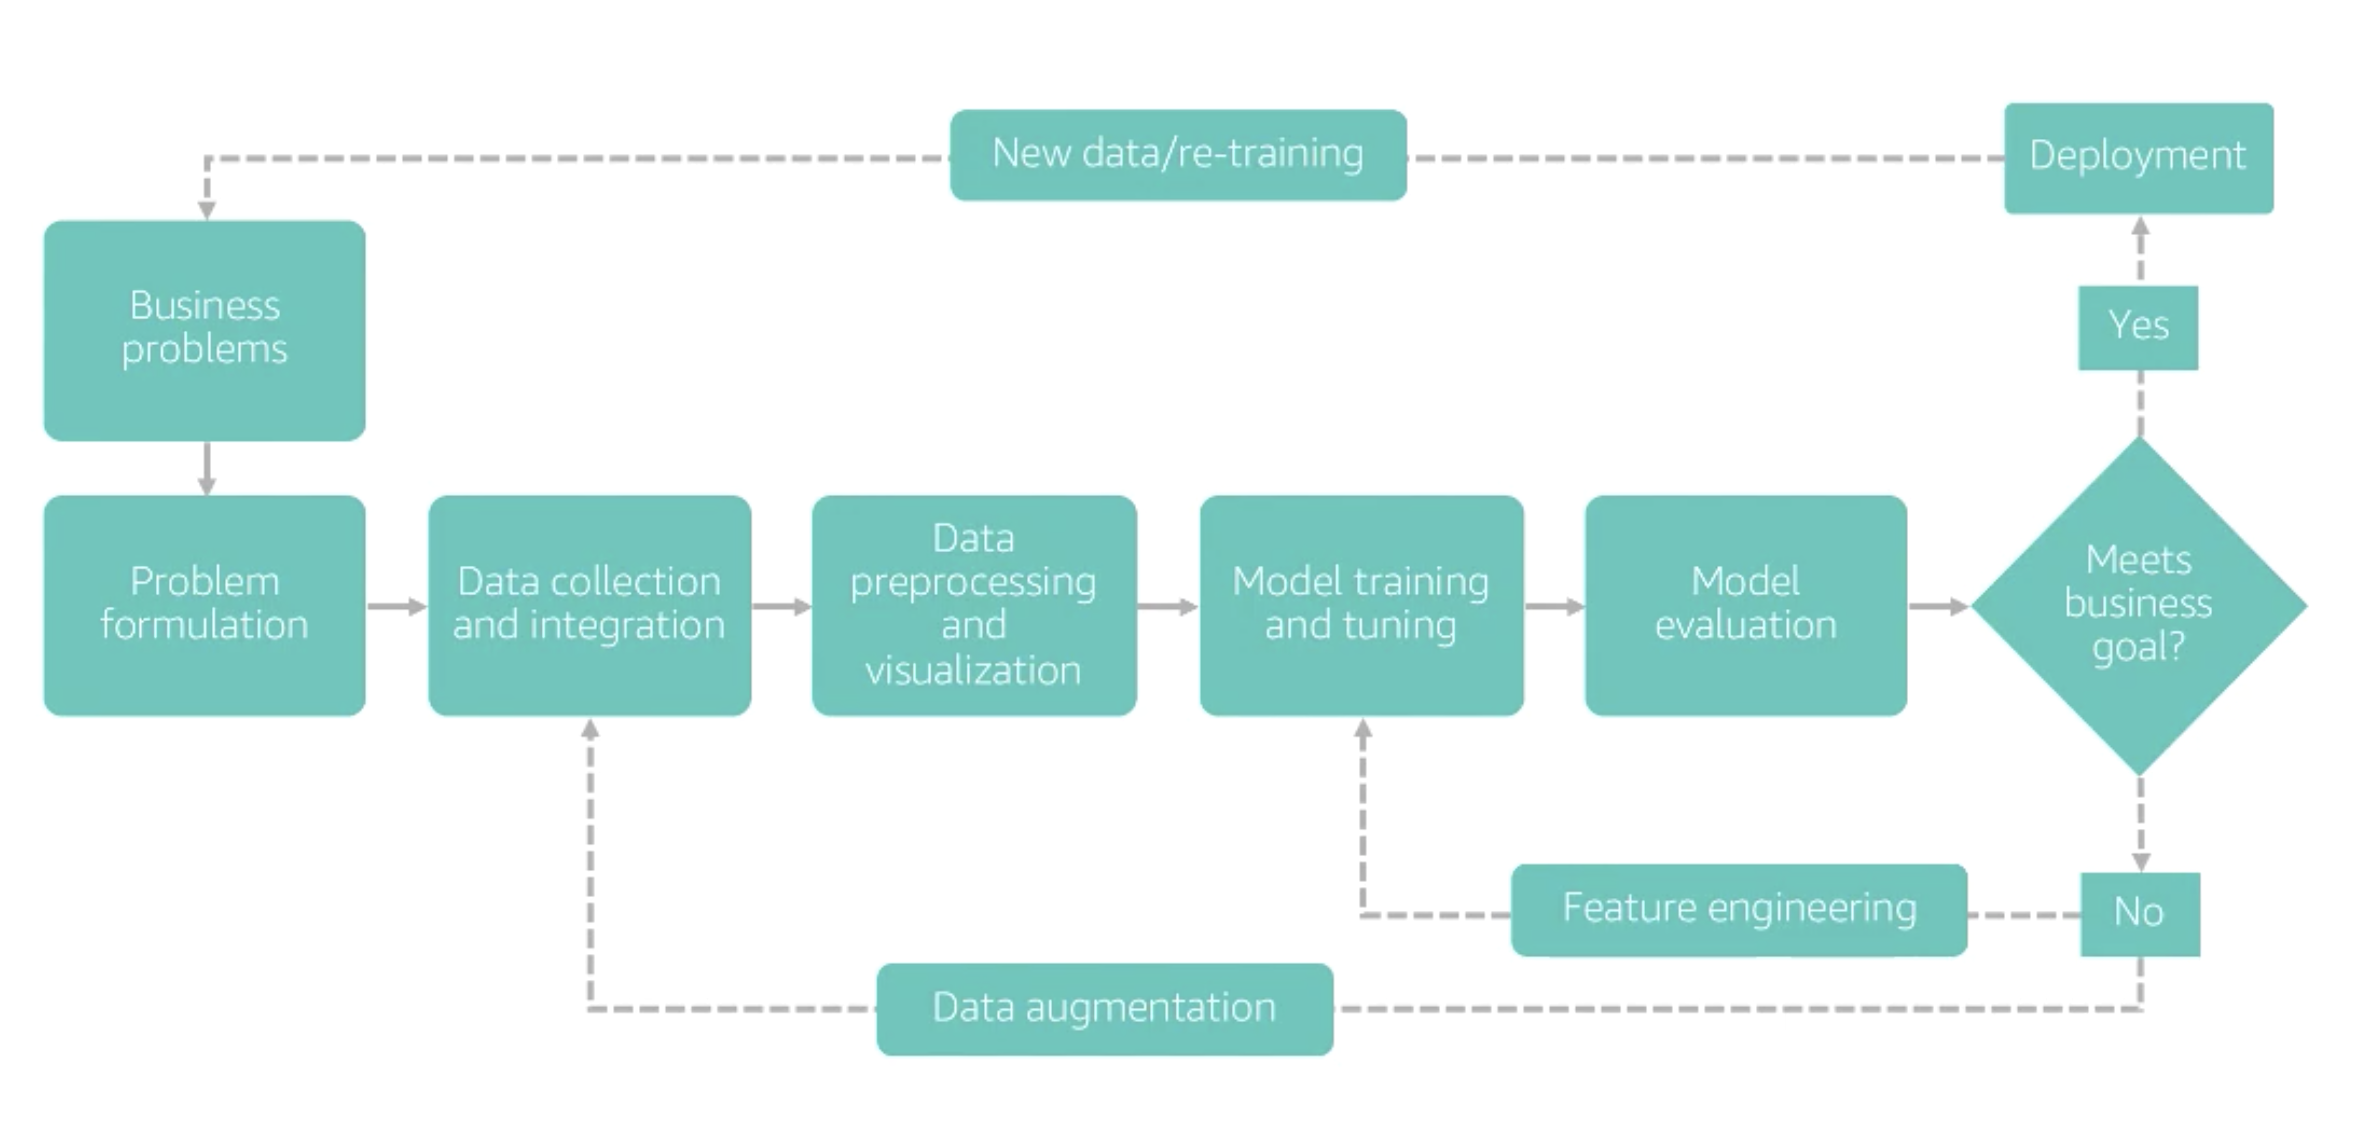 New data/re-training
Deployment
Business
problems
Yes
Problem
formulation
Data collection
and integration
Data
preprocessing
and
visualization
Model training
and tuning
Model
evaluation
Meets
business
goal?
Feature engineering
No
Data augmentation